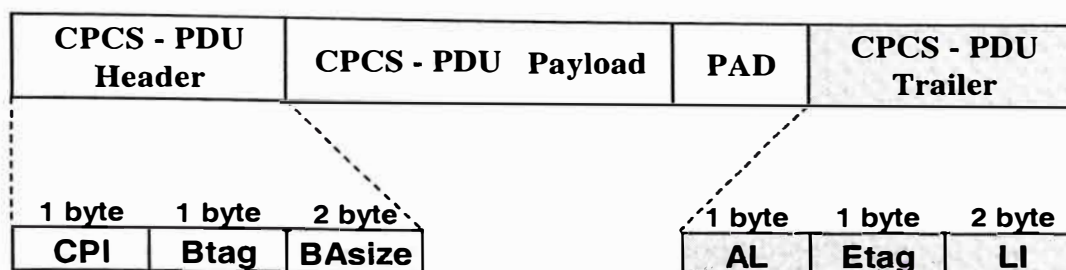 CPCS - PDU Header
CPCS - PDU Payload
PAD
CPCS - PDU Trailer
1 byte 1 byte 2 byte
CPI Btag BAsize
1 byte 1 byte 2 byte
AL Etag LI